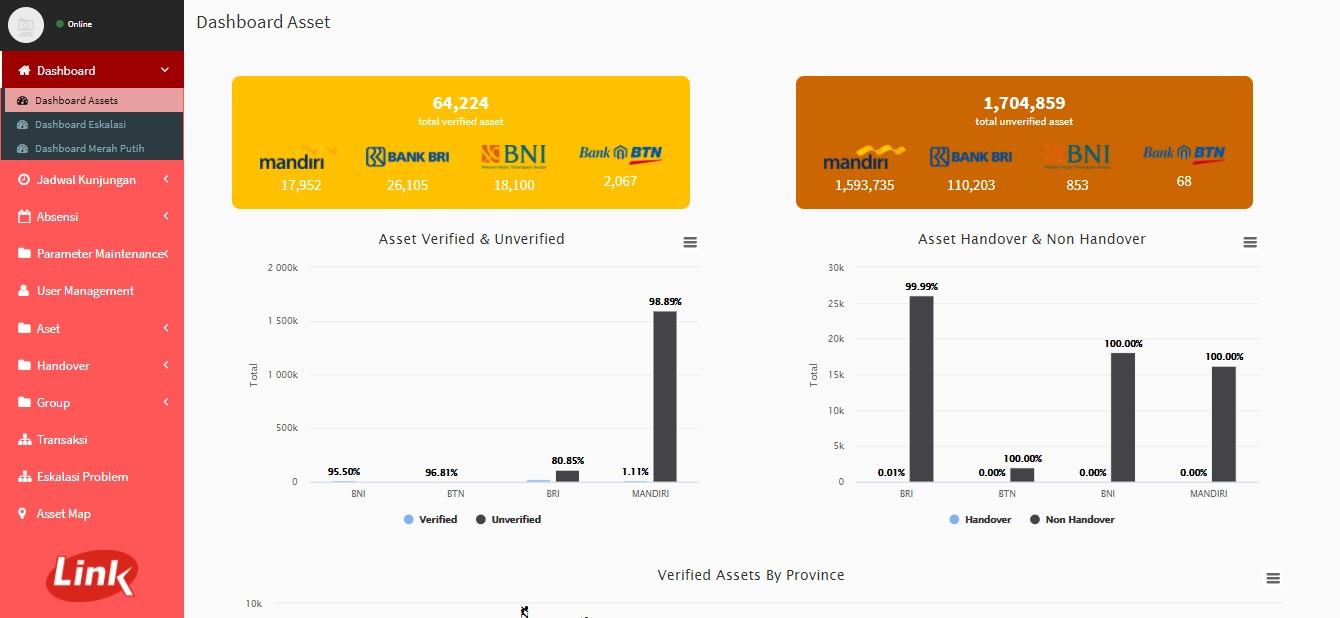 Online
Dashboard Asset
Dashboard
Dashboard Assets
Dashboard Eskalasi
Dashboard Merah Putih
Jadwal Kunjungan
Absensi
Parameter Maintenance
User Management
Aset
Handover
Group
Transaksi
Eskalasi Problem
Asset Map
Link
64,224
total verified asset
mandiri BANK BRI BNI Bank BTN
17,952 26,105 18,100 2,067
1,704,859
total unverified asset
mandiri BANK BRI BNI Bank BTN
1,593,735 110,203 853 68
Asset Verified & Unverified
2 000k
1 500k
1 000k
500k
0
Total
95.50% 96.81% 80.85% 1.11% 98.89%
BNI BTN BRI MANDIRI
Verified Unverified
Asset Handover & Non Handover
30k
25k
20k
15k
10k
5k
0
Total
0.01% 99.99% 0.00% 100.00% 0.00% 100.00% 0.00% 100.00%
BRI BTN BNI MANDIRI
Handover Non Handover
Verified Assets By Province
10k